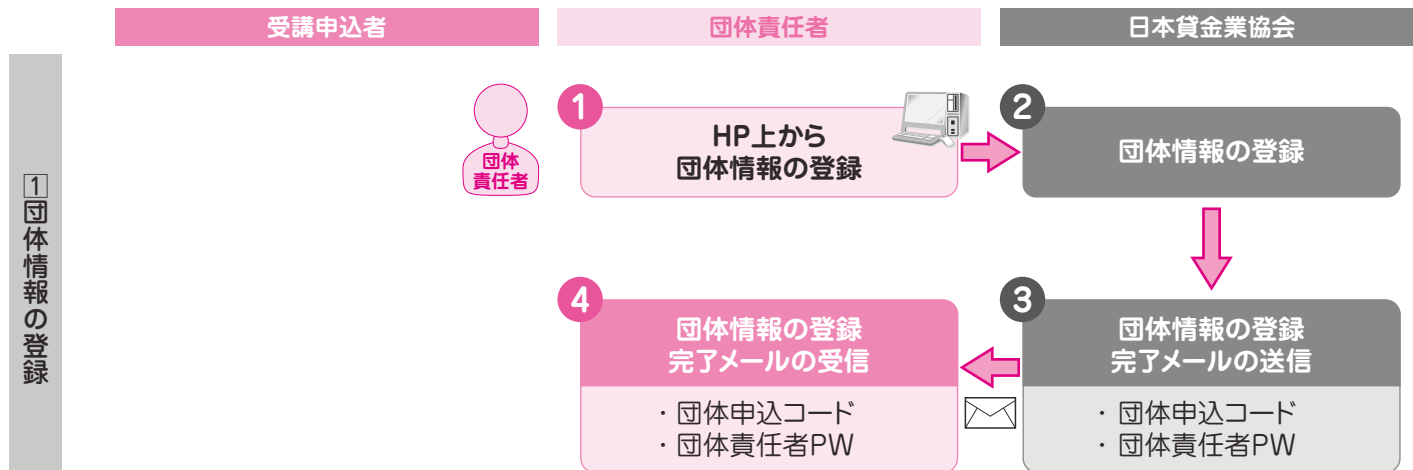 受講申込者
団体責任者
日本貸金業協会
1団体情報の登録
団体
責任者
1
HP上から
団体情報の登録
2
団体情報の登録
3
団体情報の登録
完了メールの送信
・団体申込コード
・団体責任者PW
4
団体情報の登録
完了メールの受信
・団体申込コード
・団体責任者PW